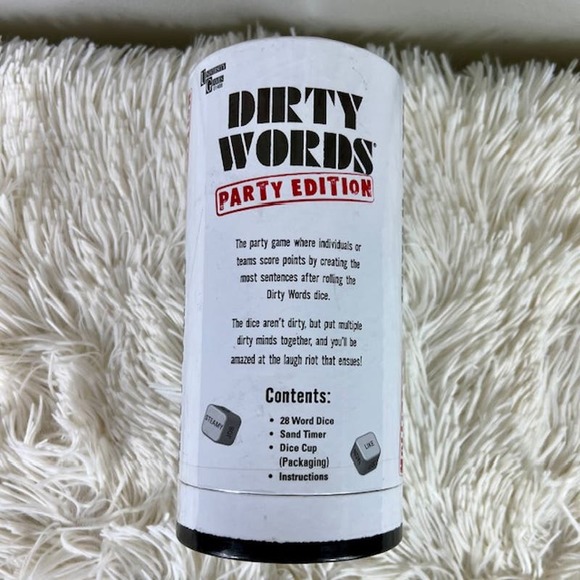 DIRTY
WORDS®
PARTY EDITION
The party game where individuals or
teams score points by creating the
most sentences after rolling the
Dirty Words dice.
The dice aren't dirty, but put multiple
dirty minds together, and you'll be
amazed at the laugh riot that ensues!
Contents:
• 28 Word Dice
• Sand Timer
• Dice Cup
(Packaging)
• Instructions
STEAMY
LIKE